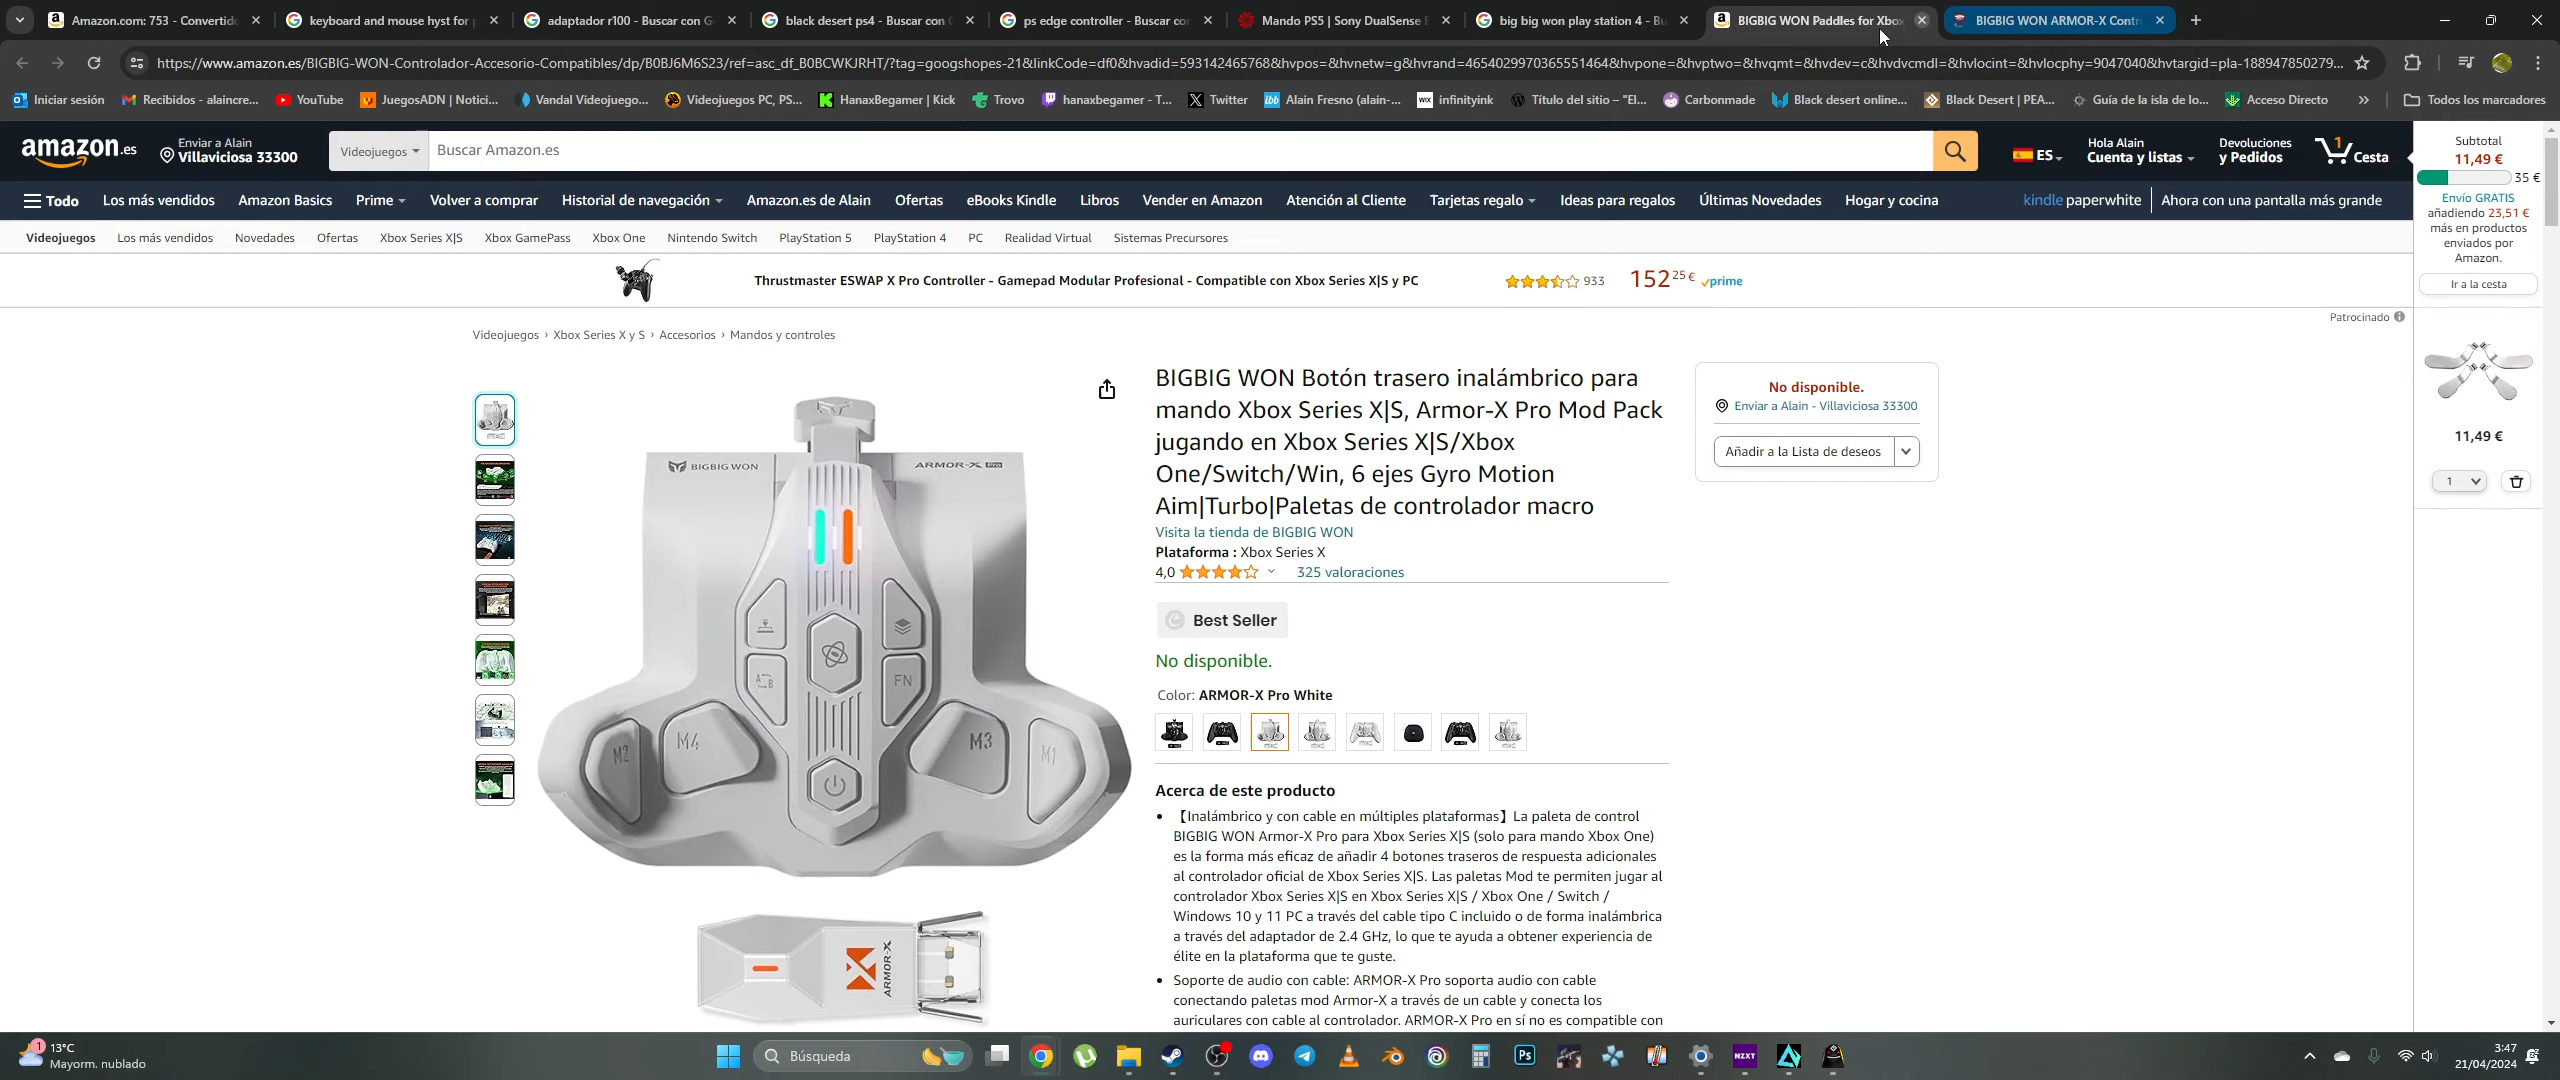 Amazon.com: 753 - Convertido
keyboard and mouse hyst for
adaptador r100 - Buscar con G
black desert ps4 - Buscar con
ps edge controller - Buscar co
Mando PS5 | Sony DualSense E
big big won play station 4 - Bu
BIGBIG WON Paddles for Xbo
BIGBIG WON ARMOR-X Contr
https://www.amazon.es/BIGBIG-WON-Controlador-Accesorio-Compatibles/dp/B0BJ6M6S23/ref=asc_df_B0BCWKJRHT/?tag=googshopes-21&linkCode=df0&hvadid=593142465768&hvpos=&hvnetw=g&hvrand=4654029970365551464&hvpone=&hvptwo=&hvqmt=&hvdev=c&hvdvcmdl=&hvlocint=&hvlocphy=9047040&hvtargid=pla-188947850279...
Iniciar sesión
Recibidos - alaincre...
YouTube
JuegosADN | Notici...
Vandal Videojuego...
Videojuegos PC, PS...
HanaxBegamer | Kick
Trovo
hanaxbegamer - T...
Twitter
Alain Fresno (alain-...
infinityink
Título del sitio – "El...
Carbonmade
Black desert online...
Black Desert | PEA...
Guía de la isla de lo...
Acceso Directo
Todos los marcadores
amazon.es
Enviar a Alain
Villaviciosa 33300
Videojuegos
Buscar Amazon.es
ES
Hola Alain
Cuenta y listas
Devoluciones
y Pedidos
1
Cesta
Todo
Los más vendidos
Amazon Basics
Prime
Volver a comprar
Historial de navegación
Amazon.es de Alain
Ofertas
eBooks Kindle
Libros
Vender en Amazon
Atención al Cliente
Tarjetas regalo
Ideas para regalos
Últimas Novedades
Hogar y cocina
kindle paperwhite
Ahora con una pantalla más grande
Videojuegos
Los más vendidos
Novedades
Ofertas
Xbox Series X|S
Xbox GamePass
Xbox One
Nintendo Switch
PlayStation 5
PlayStation 4
PC
Realidad Virtual
Sistemas Precursores
Thrustmaster ESWAP X Pro Controller - Gamepad Modular Profesional - Compatible con Xbox Series X|S y PC
933
152 25 €
prime
Patrocinado
Videojuegos › Xbox Series X y S › Accesorios › Mandos y controles
BIGBIG WON
ARMOR-X Pro
FN
M2
M4
M3
M1
ARMOR-X
BIGBIG WON Botón trasero inalámbrico para
mando Xbox Series X|S, Armor-X Pro Mod Pack
jugando en Xbox Series X|S/Xbox
One/Switch/Win, 6 ejes Gyro Motion
Aim|Turbo|Paletas de controlador macro
Visita la tienda de BIGBIG WON
Plataforma : Xbox Series X
4,0
325 valoraciones
Best Seller
No disponible.
Color: ARMOR-X Pro White
Acerca de este producto
【Inalámbrico y con cable en múltiples plataformas】La paleta de control
BIGBIG WON Armor-X Pro para Xbox Series X|S (solo para mando Xbox One)
es la forma más eficaz de añadir 4 botones traseros de respuesta adicionales
al controlador oficial de Xbox Series X|S. Las paletas Mod te permiten jugar al
controlador Xbox Series X|S en Xbox Series X|S / Xbox One / Switch /
Windows 10 y 11 PC a través del cable tipo C incluido o de forma inalámbrica
a través del adaptador de 2.4 GHz, lo que te ayuda a obtener experiencia de
élite en la plataforma que te guste.
Soporte de audio con cable: ARMOR-X Pro soporta audio con cable
conectando paletas mod Armor-X a través de un cable y conecta los
auriculares con cable al controlador. ARMOR-X Pro en sí no es compatible con
No disponible.
Enviar a Alain - Villaviciosa 33300
Añadir a la Lista de deseos
Subtotal
11,49 €
35 €
Envío GRATIS
añadiendo 23,51 €
más en productos
enviados por
Amazon.
Ir a la cesta
11,49 €
1
1
13°C
Mayorm. nublado
Búsqueda
Ps
NZXT
3:47
21/04/2024